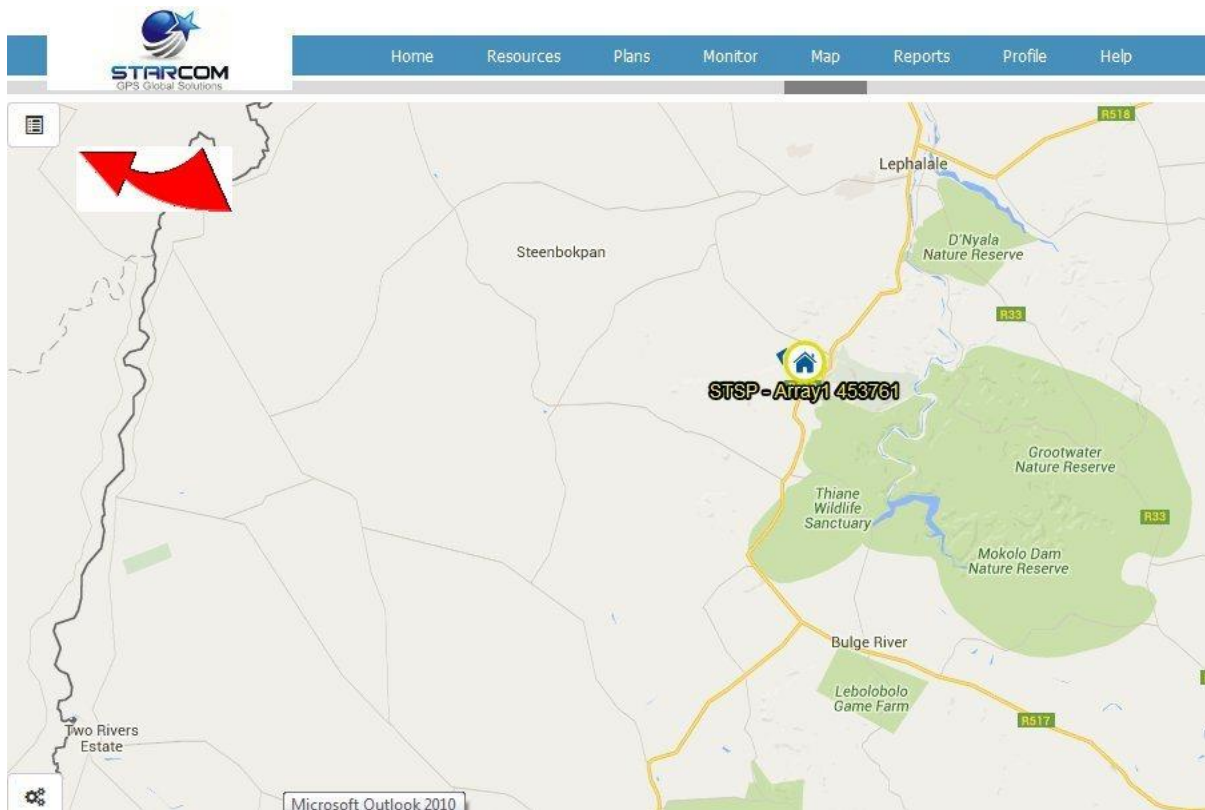 STARCOM
GPS Global Solutions
Home Resources Plans Monitor Map Reports Profile Help
R518
Lephalale
D'Nyala
Nature Reserve
Steenbokpan
R33
STSP - Array1 453761
Grootwater
Nature Reserve
Thiane
Wildlife
Sanctuary
R33
Mokolo Dam
Nature Reserve
Bulge River
Lebolobolo
Game Farm
R517
Two Rivers
Estate
Microsoft Outlook 2010